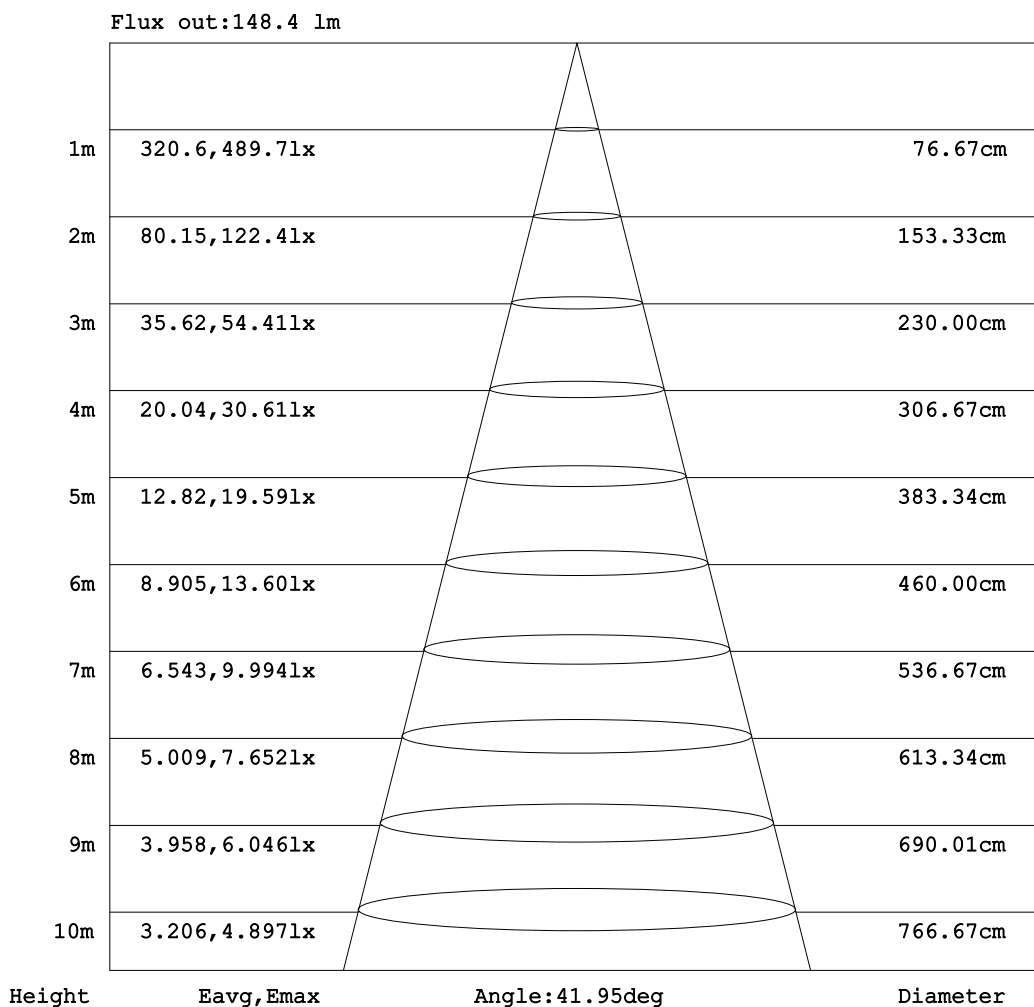 Flux out:148.4 lm
1m 320.6,489.7lx 76.67cm
2m 80.15,122.4lx 153.33cm
3m 35.62,54.41lx 230.00cm
4m 20.04,30.61lx 306.67cm
5m 12.82,19.59lx 383.34cm
6m 8.905,13.60lx 460.00cm
7m 6.543,9.994lx 536.67cm
8m 5.009,7.652lx 613.34cm
9m 3.958,6.046lx 690.01cm
10m 3.206,4.897lx 766.67cm
Height Eavg,Emax Angle:41.95deg Diameter